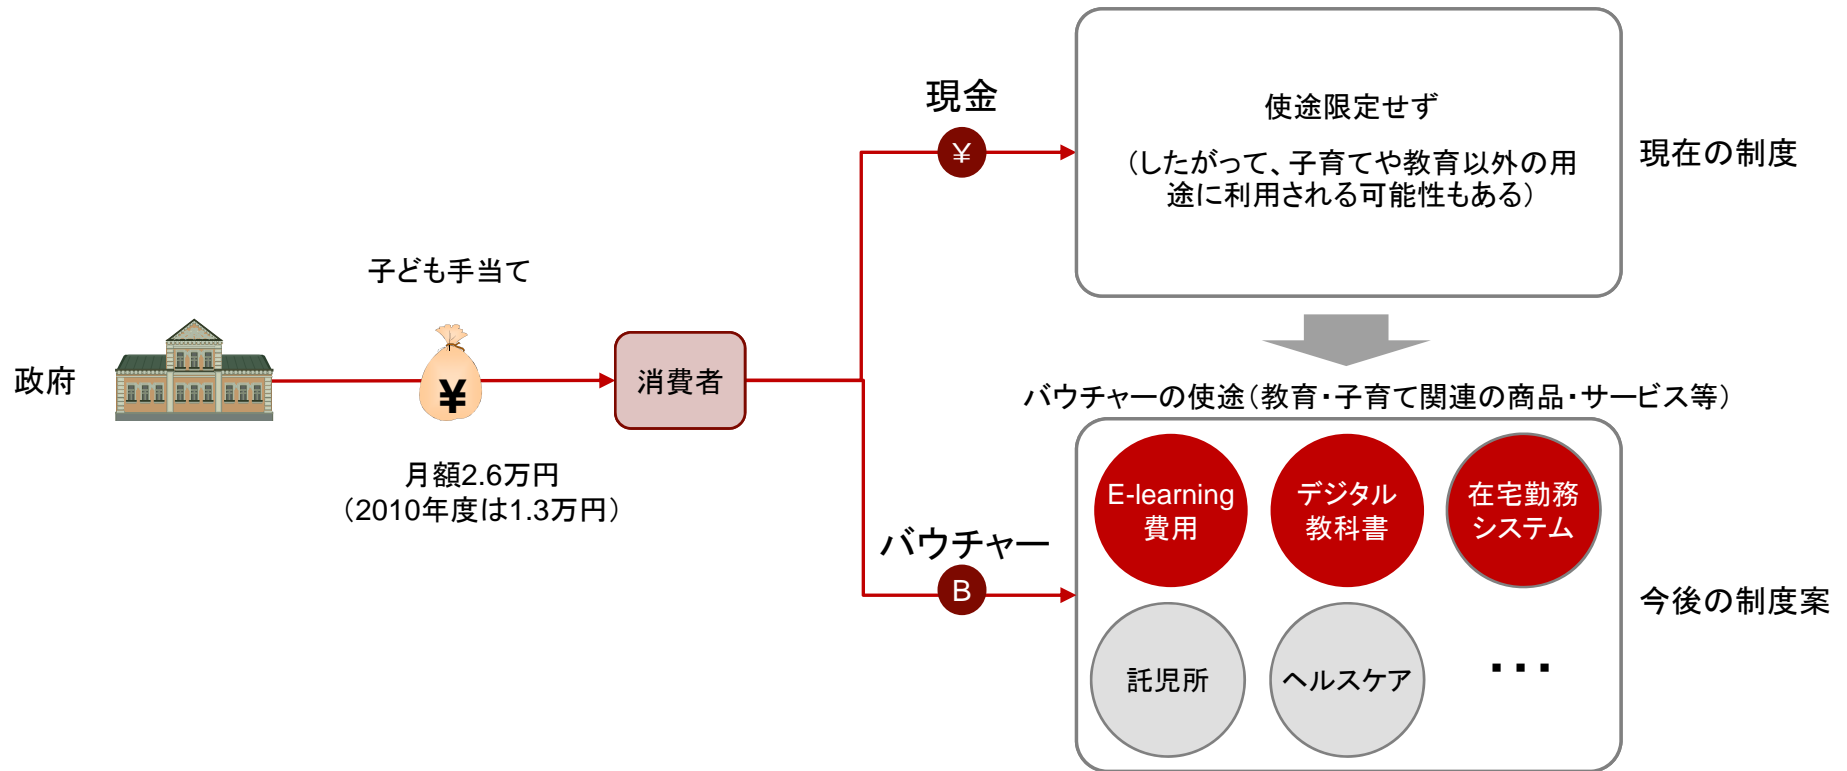 現金
¥
使途限定せず
（したがって、子育てや教育以外の用
途に利用される可能性もある）
現在の制度
子ども手当て
政府
¥
消費者
月額2.6万円
（2010年度は1.3万円）
バウチャーの使途（教育・子育て関連の商品・サービス等）
バウチャー
B
E-learning
費用
デジタル
教科書
在宅勤務
システム
今後の制度案
託児所
ヘルスケア
・・・